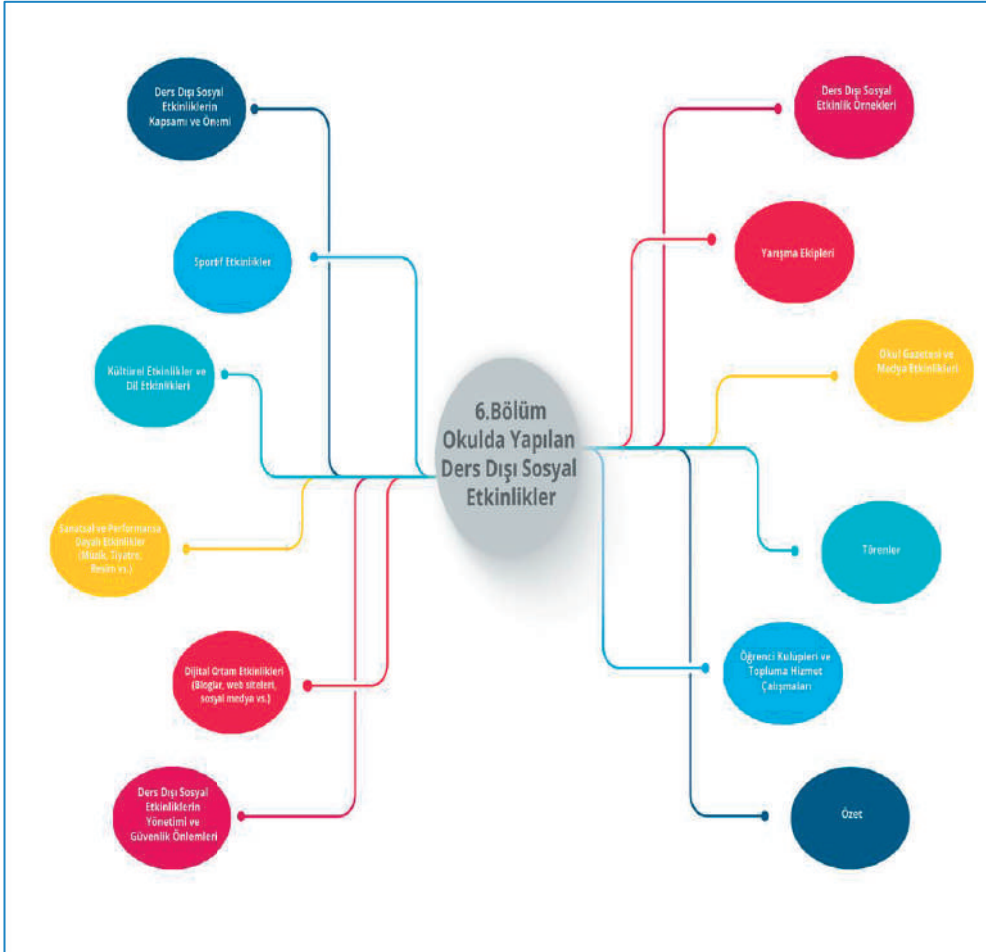 Ders Dışı Sosyal
Etkinliklerin
Kapsamı ve Önemi
Sportif Etkinlikler
Kültürel Etkinlikler ve
Dil Etkinlikleri
Sanatsal ve Performansa
Dayalı Etkinlikler
(Müzik, Tiyatro,
Resim vs.)
Dijital Ortam Etkinlikleri
(Bloglar, web siteleri,
sosyal medya vs.)
Ders Dışı Sosyal
Etkinliklerin
Yönetimi ve
Güvenlik Önlemleri
6.Bölüm
Okulda Yapılan
Ders Dışı Sosyal
Etkinlikler
Ders Dışı Sosyal
Etkinlik Örnekleri
Yarışma Ekipleri
Okul Gazetesi ve
Medya Etkinlikleri
Törenler
Öğrenci Kulüpleri ve
Topluma Hizmet
Çalışmaları
Özet